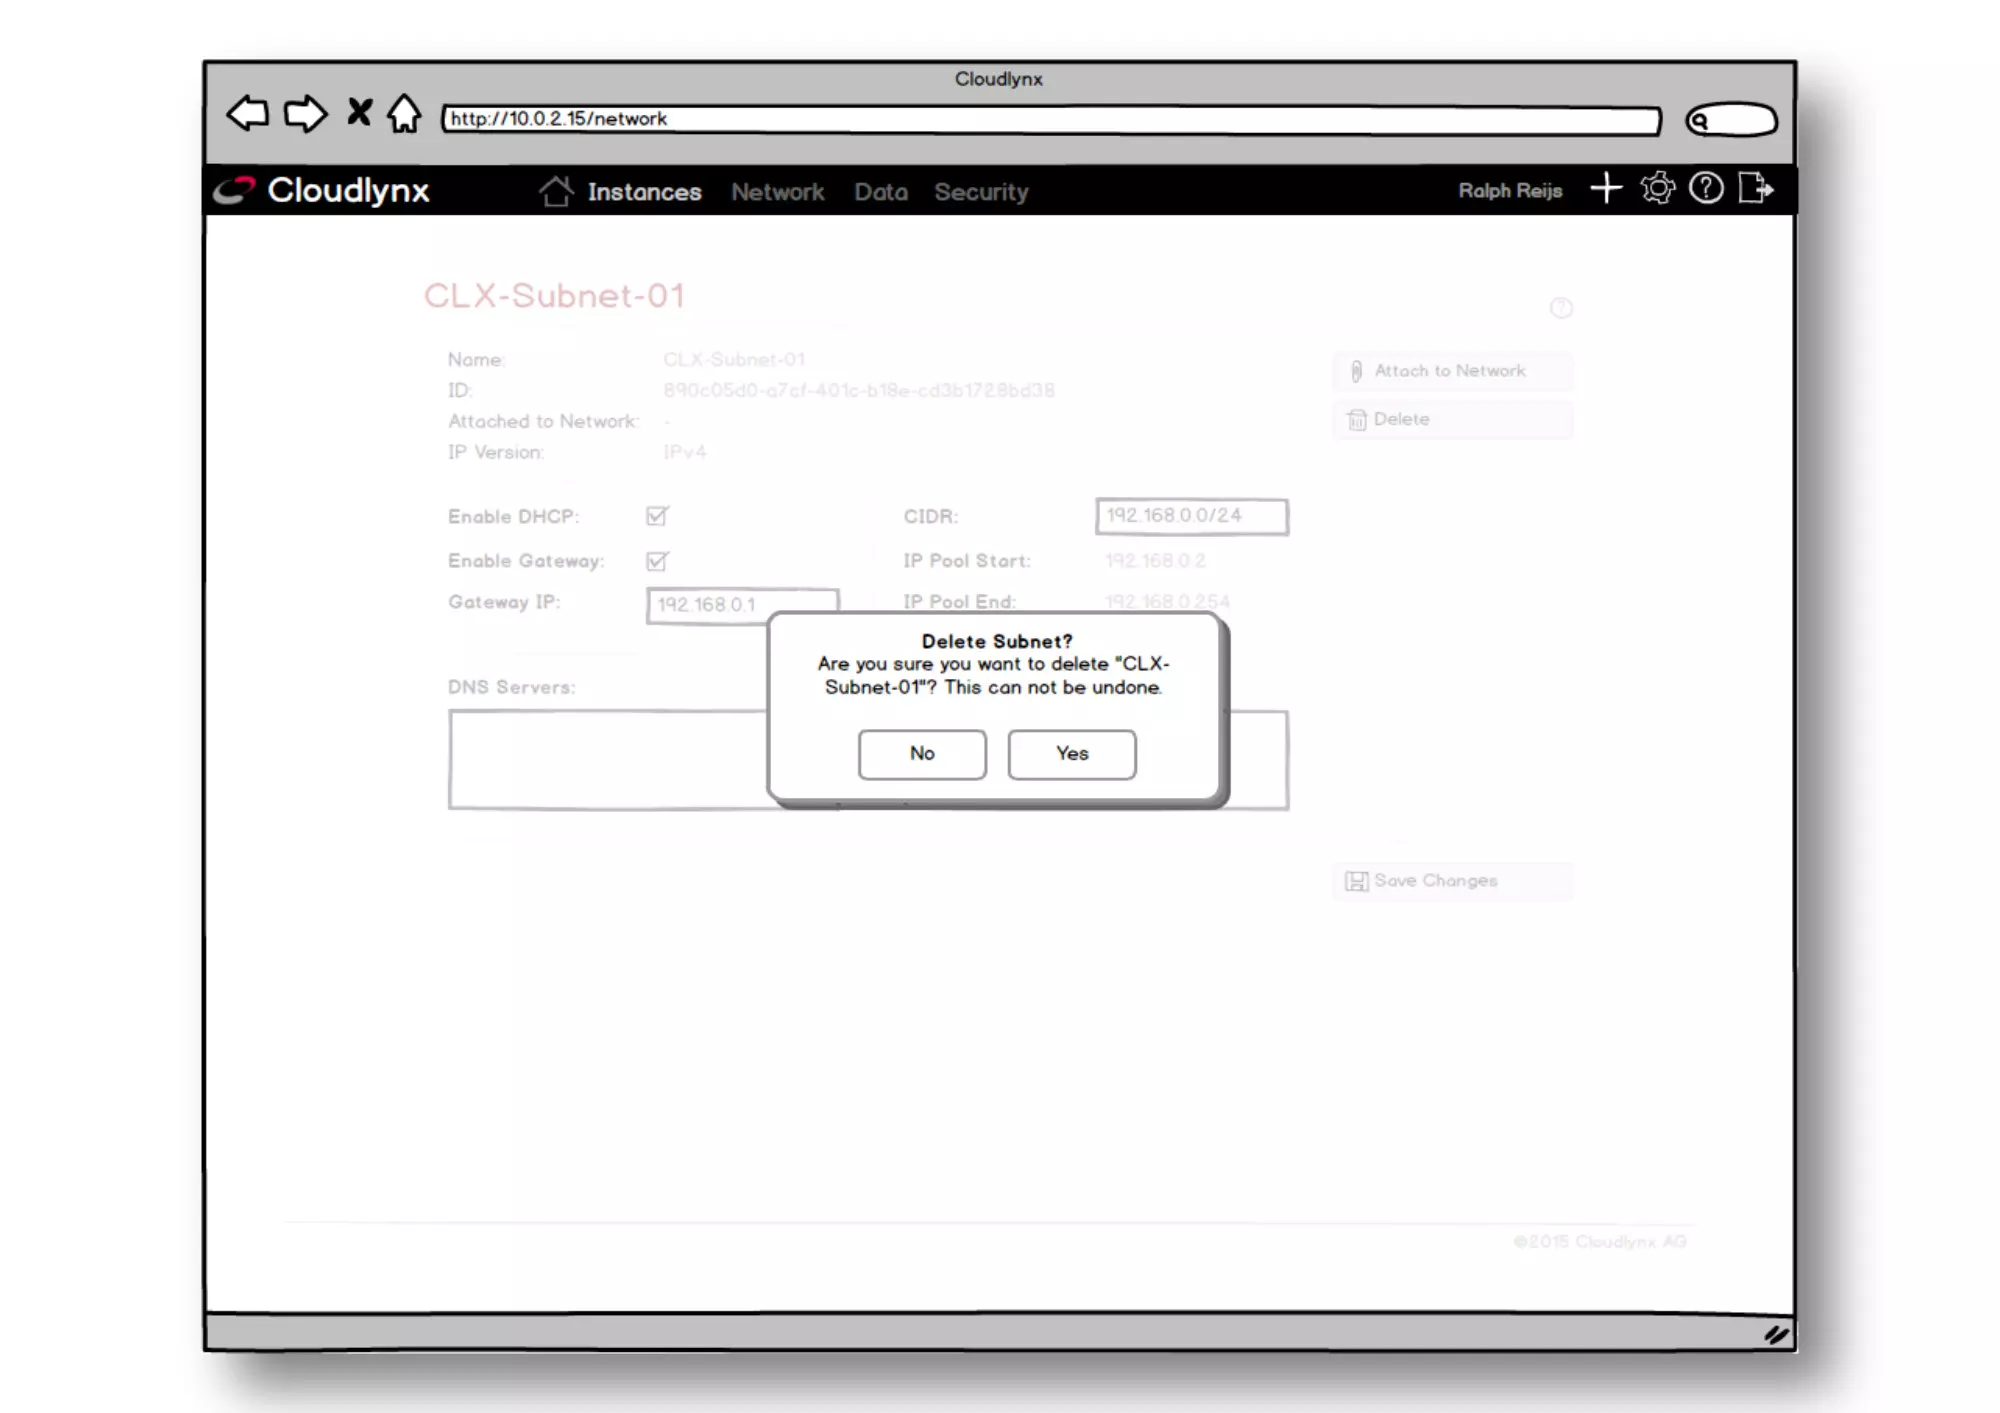 Cloudlynx
http://10.0.2.15/network
Cloudlynx Instances Network Data Security Ralph Reijs
CLX-Subnet-01
Name: CLX-Subnet-01
ID: 890c05d0-a7cf-401c-b18e-cd3b1728bd38
Attached to Network: -
IP Version: IPv4
Attach to Network
Delete
Enable DHCP: CIDR: 192.168.0.0/24
Enable Gateway: IP Pool Start: 192.168.0.2
Gateway IP: 192.168.0.1 IP Pool End: 192.168.0.254
Delete Subnet?
Are you sure you want to delete "CLX-
Subnet-01"? This can not be undone.
No Yes
DNS Servers:
Save Changes
©2015 Cloudlynx AG